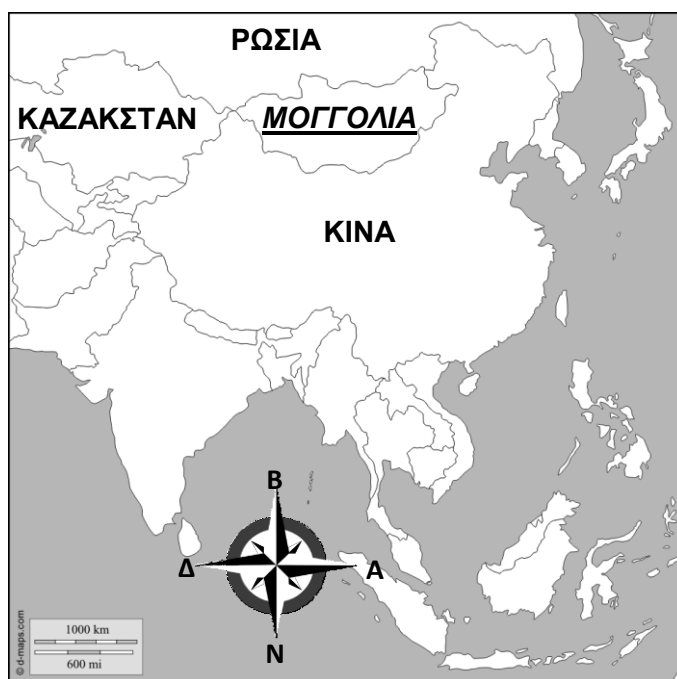 ΡΩΣΙΑ
ΚΑΖΑΚΣΤΑΝ
ΜΟΓΓΟΛΙΑ
ΚΙΝΑ
Β
Δ
Α
Ν
1000 km
600 mi
© d-maps.com